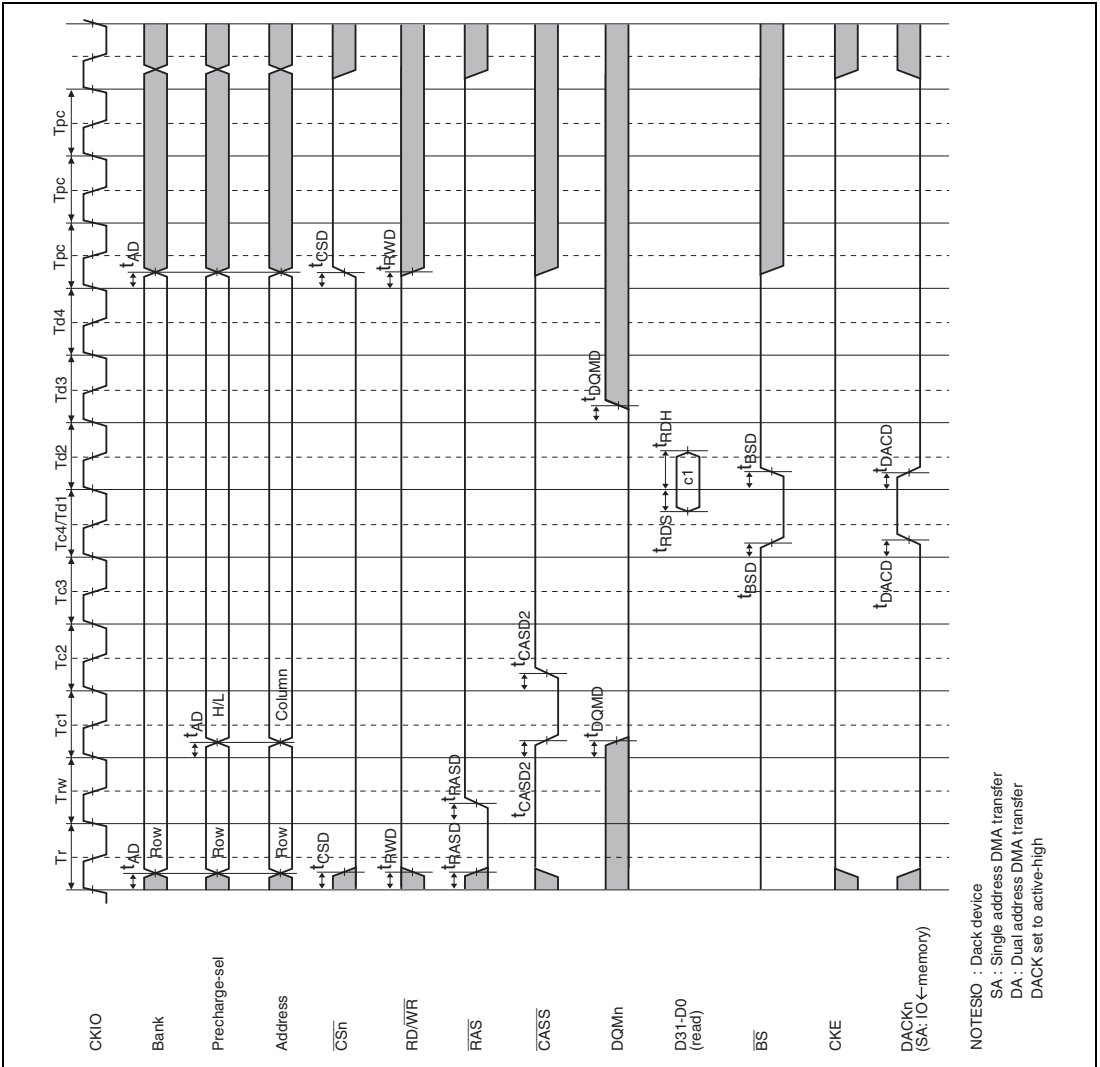 Tr
Trw
Tc1
Tc2
Tc3
Tc4/Td1
Td2
Td3
Td4
Tpc
Tpc
Tpc
CKIO
Bank
tAD
Row
tAD
Precharge-sel
Row
tAD
H/L
Address
Row
Column
CSn
tCSD
tCSD
RD/WR
tRWD
tRWD
RAS
tRASD
tRASD
CASS
tCASD2
tCASD2
DQMn
tDQMD
tDQMD
D31-D0
(read)
tRDS
c1
tRDH
BS
tBSD
tBSD
CKE
DACKn
(SA: IO←memory)
tDACD
tDACD
NOTESIO : Dack device
SA : Single address DMA transfer
DA : Dual address DMA transfer
DACK set to active-high